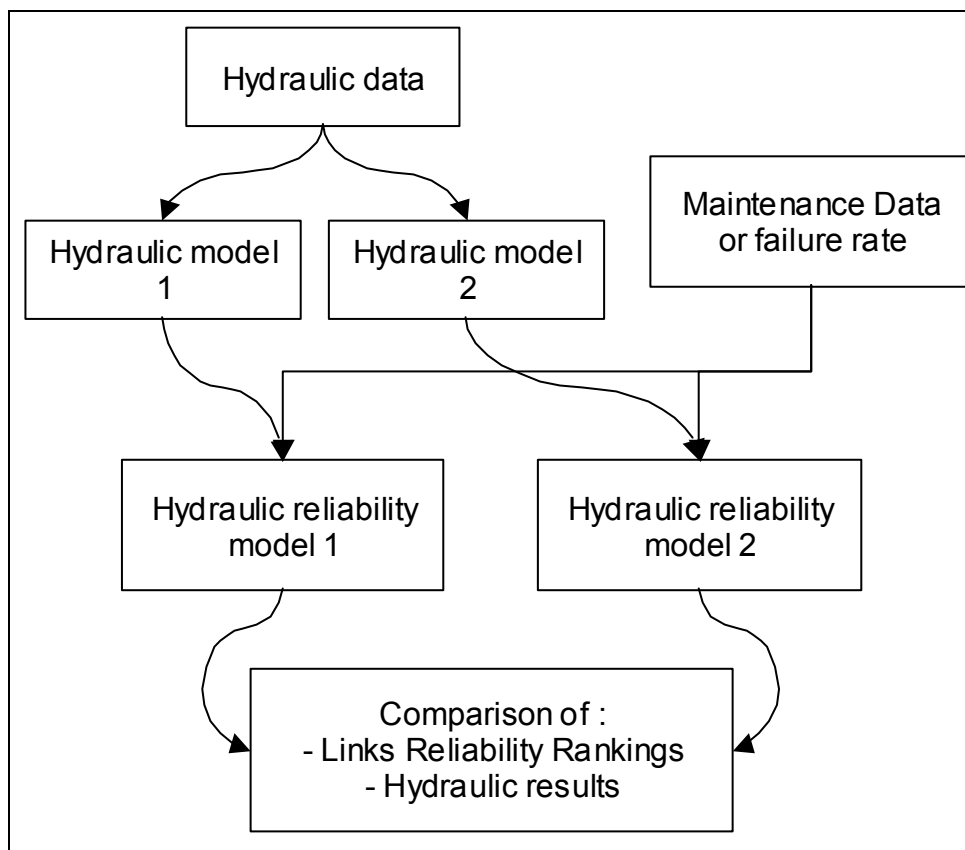 Hydraulic data
Maintenance Data
or failure rate
Hydraulic model
1
Hydraulic model
2
Hydraulic reliability
model 1
Hydraulic reliability
model 2
Comparison of :
- Links Reliability Rankings
- Hydraulic results